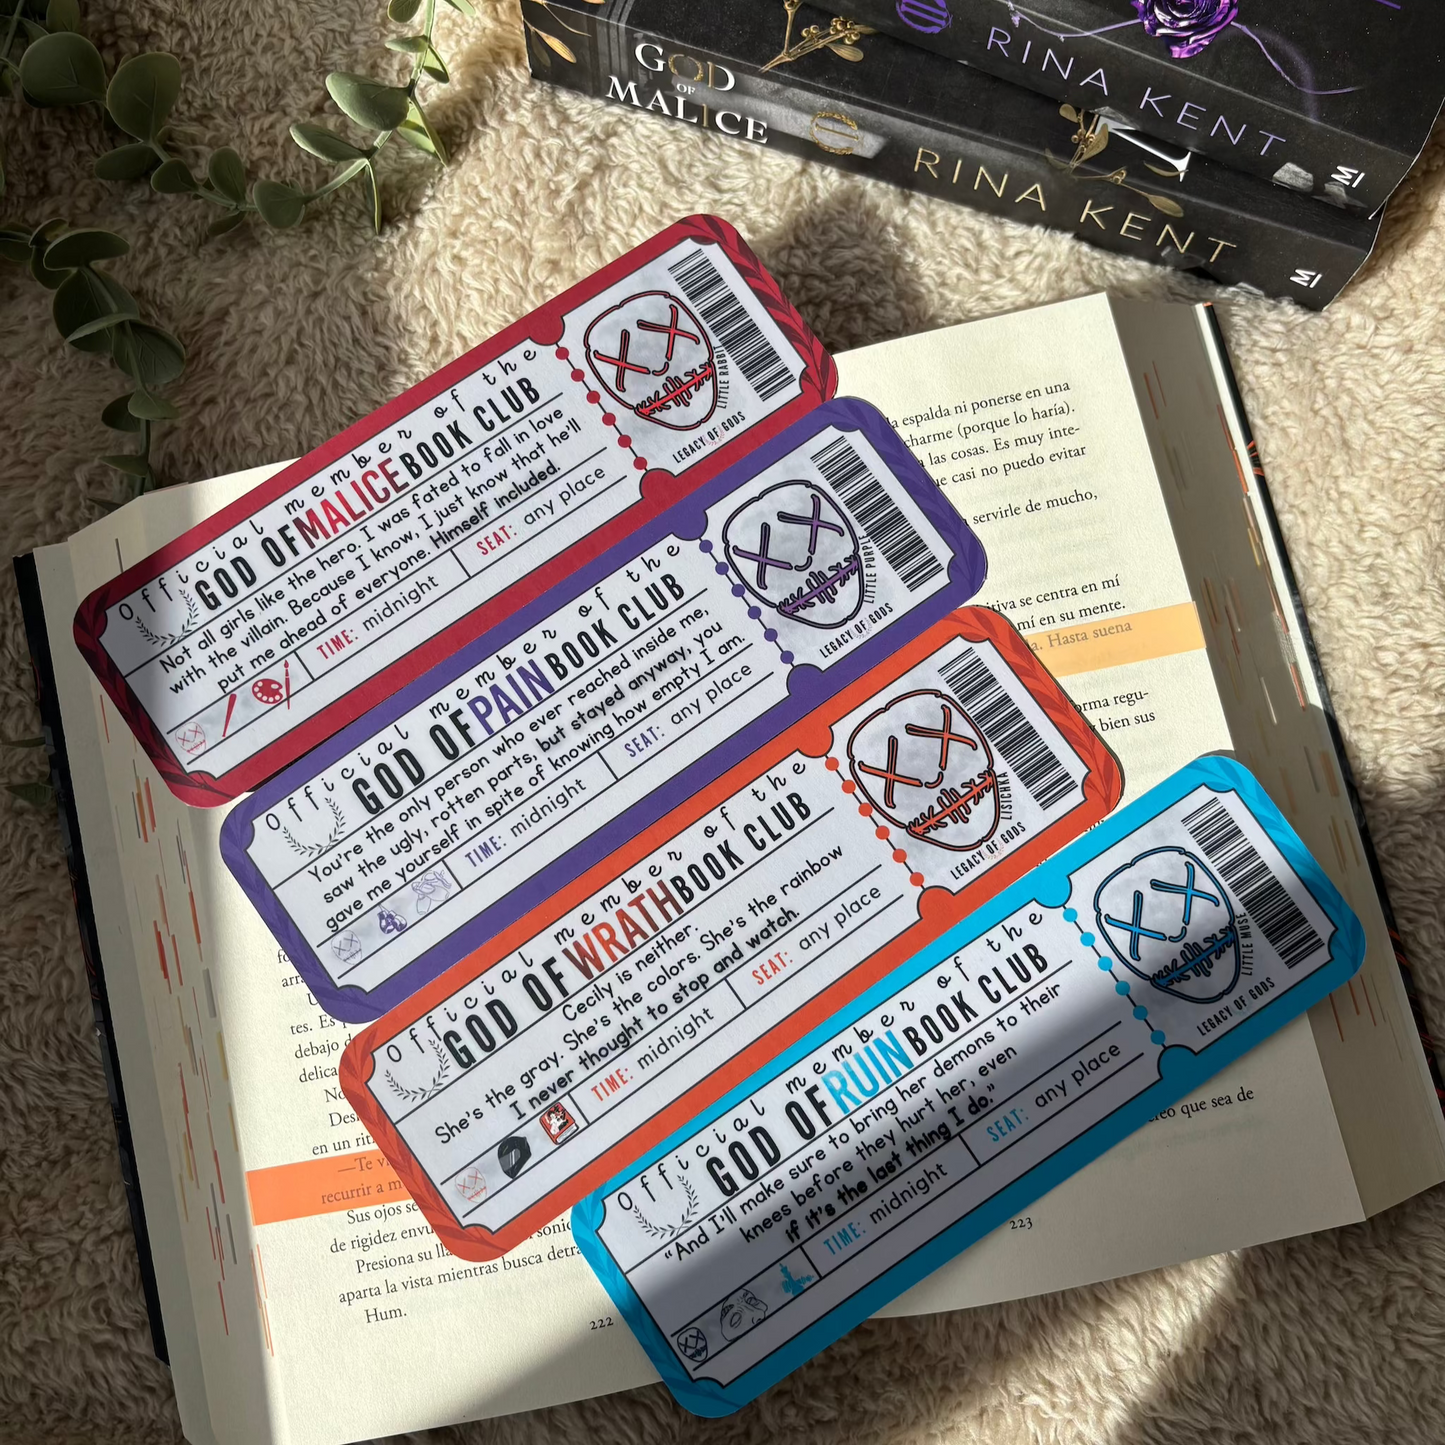 RINA KENT
M
GOD
OF
MALICE
RINA KENT
M
Official member of the
GOD OF MALICE BOOK CLUB
Not all girls like the hero. I was fated to fall in love
with the villain. Because I know, I just know that he'll
put me ahead of everyone. Himself included.
TIME: midnight
SEAT: any place
LITTLE RABBIT
LEGACY OF GODS
Official member of the
GOD OF PAIN BOOK CLUB
You're the only person who ever reached inside me,
saw the ugly, rotten parts, but stayed anyway, you
gave me yourself in spite of knowing how empty I am.
TIME: midnight
SEAT: any place
LITTLE PURPLE
LEGACY OF GODS
Official member of the
GOD OF WRATH BOOK CLUB
Cecily is neither.
She's the gray. She's the colors. She's the rainbow
I never thought to stop and watch.
TIME: midnight
SEAT: any place
LISICHKA
LEGACY OF GODS
Official member of the
GOD OF RUIN BOOK CLUB
“And I'll make sure to bring her demons to their
knees before they hurt her, even
if it's the last thing I do.”
TIME: midnight
SEAT: any place
LITTLE MUSE
LEGACY OF GODS
la espalda ni ponerse en una
charme (porque lo haría).
las cosas. Es muy inte-
que casi no puedo evitar
servirle de mucho,
se centra en mí
mí en su mente.
Hasta suena
bien sus
que sea de
223
tes. Es
debajo
en un
—Te
recurrir a
Sus ojos
de rigidez
Presiona su
aparta la vista mientras busca
Hum.
222